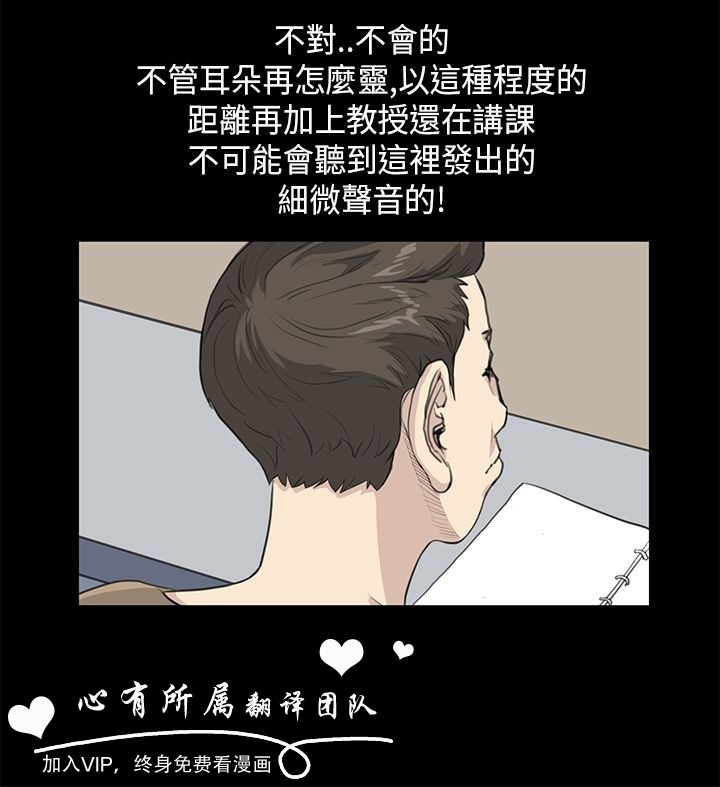 不對..不會的
不管耳朵再怎麼靈,以這種程度的
距離再加上教授還在講課
不可能會聽到這裡發出的
細微聲音的!
心有所属翻译团队
加入VIP，终身免费看漫画